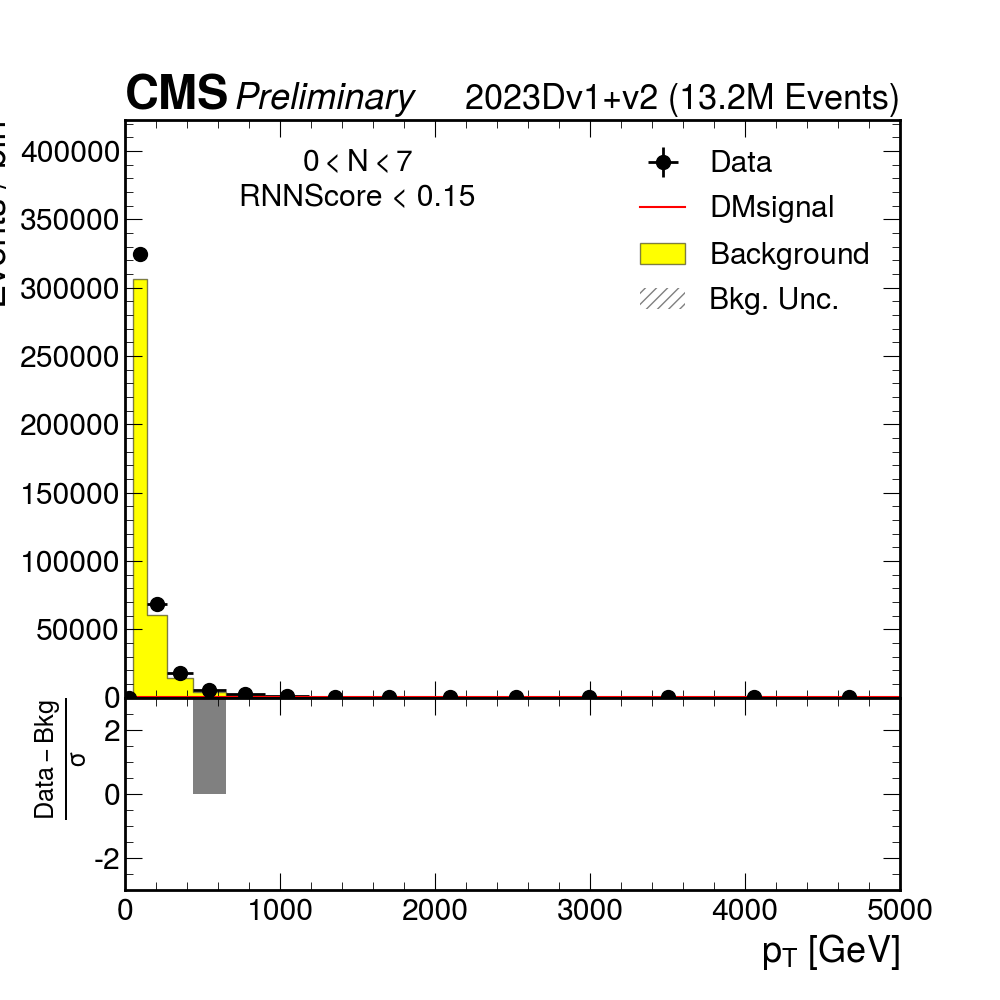 CMS Preliminary 2023Dv1+v2 (13.2M Events)
Events / bin
0 < N < 7
RNNScore < 0.15
Data
DMsignal
Background
Bkg. Unc.
400000
350000
300000
250000
200000
150000
100000
50000
0
Data – Bkg
σ
2
0
-2
0 1000 2000 3000 4000 5000
pT [GeV]